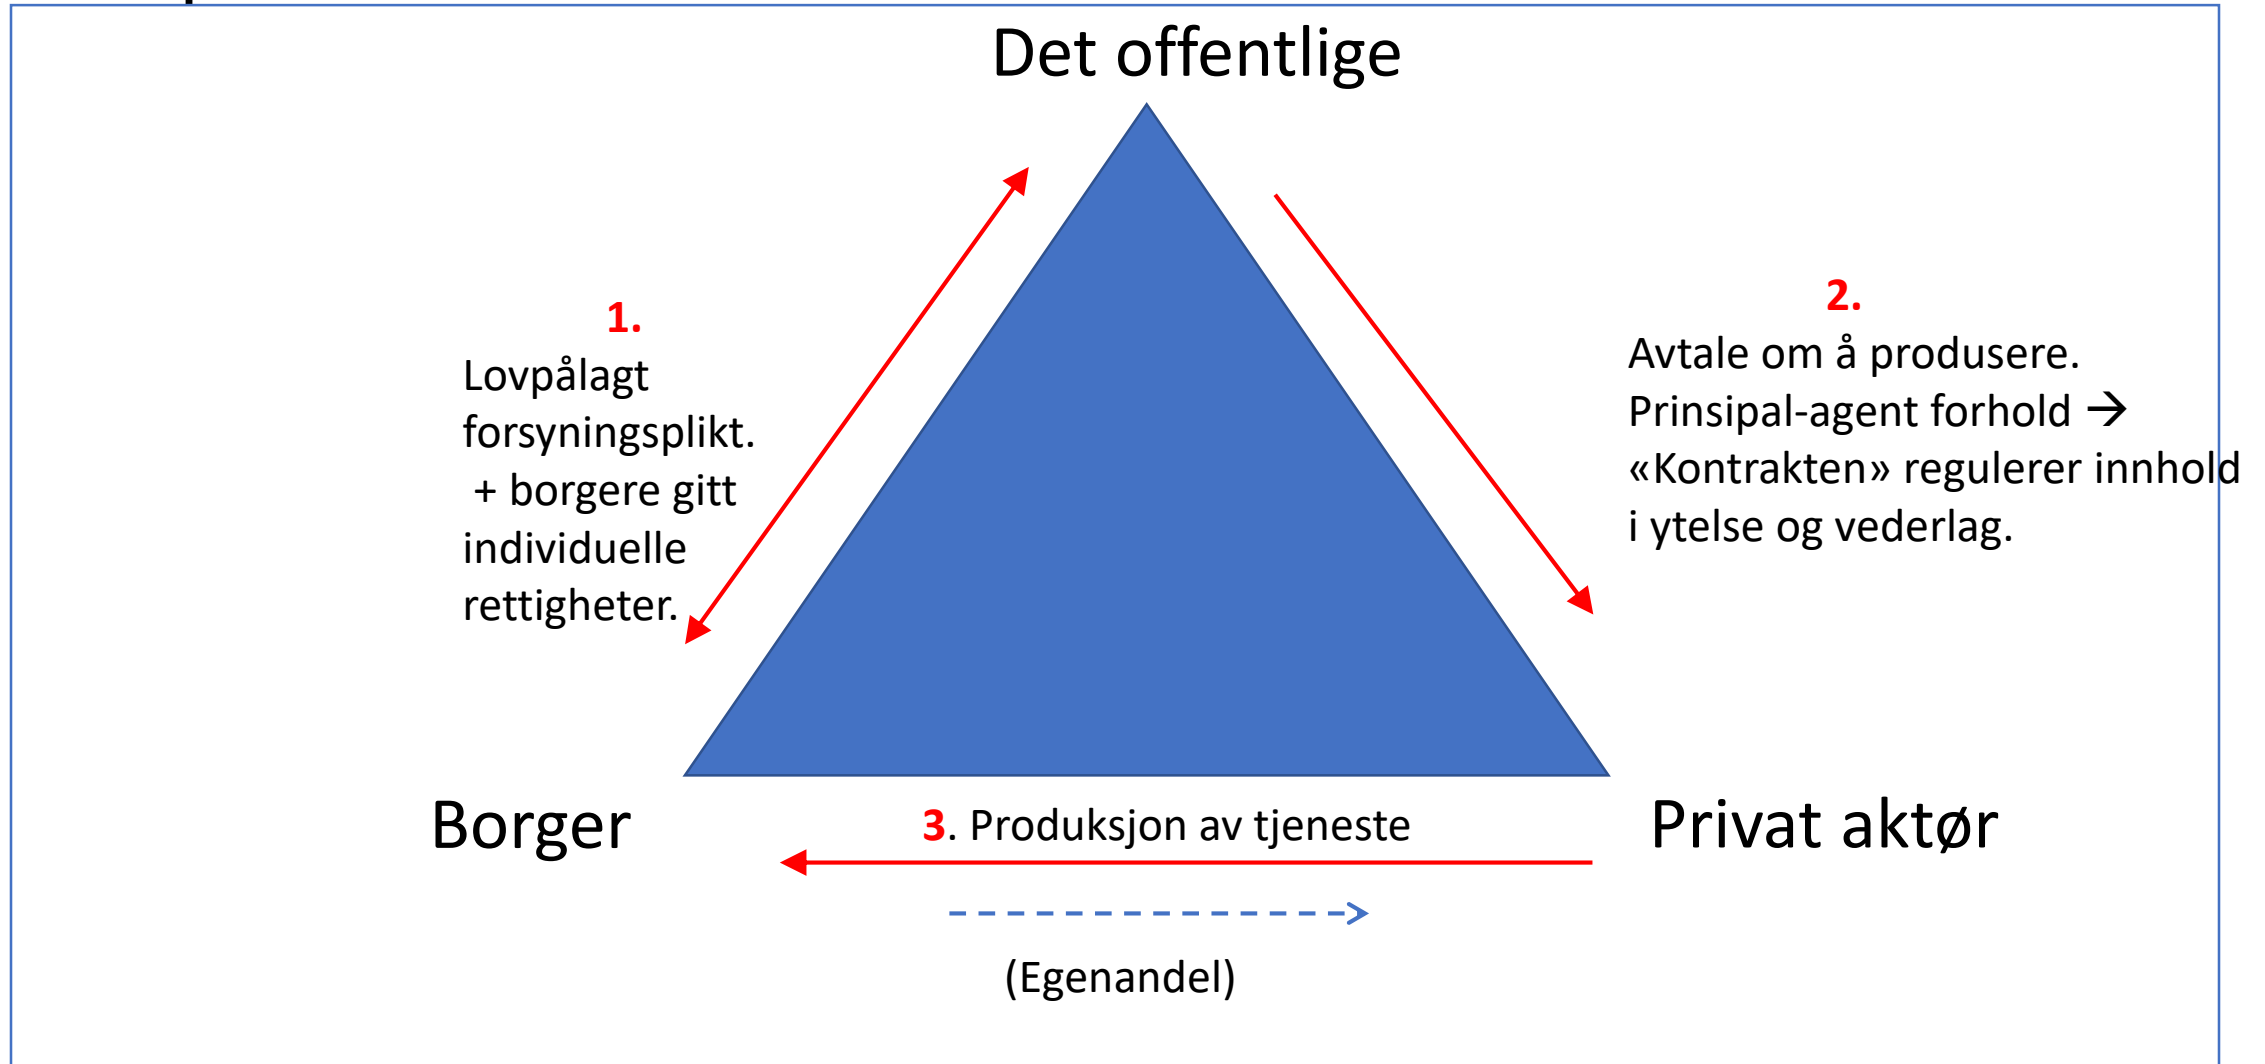 Det offentlige
1.
Lovpålagt
forsyningsplikt.
+ borgere gitt
individuelle
rettigheter.
2.
Avtale om å produsere.
Prinsipal-agent forhold →
«Kontrakten» regulerer innhold
i ytelse og vederlag.
Borger
3. Produksjon av tjeneste
Privat aktør
(Egenandel)